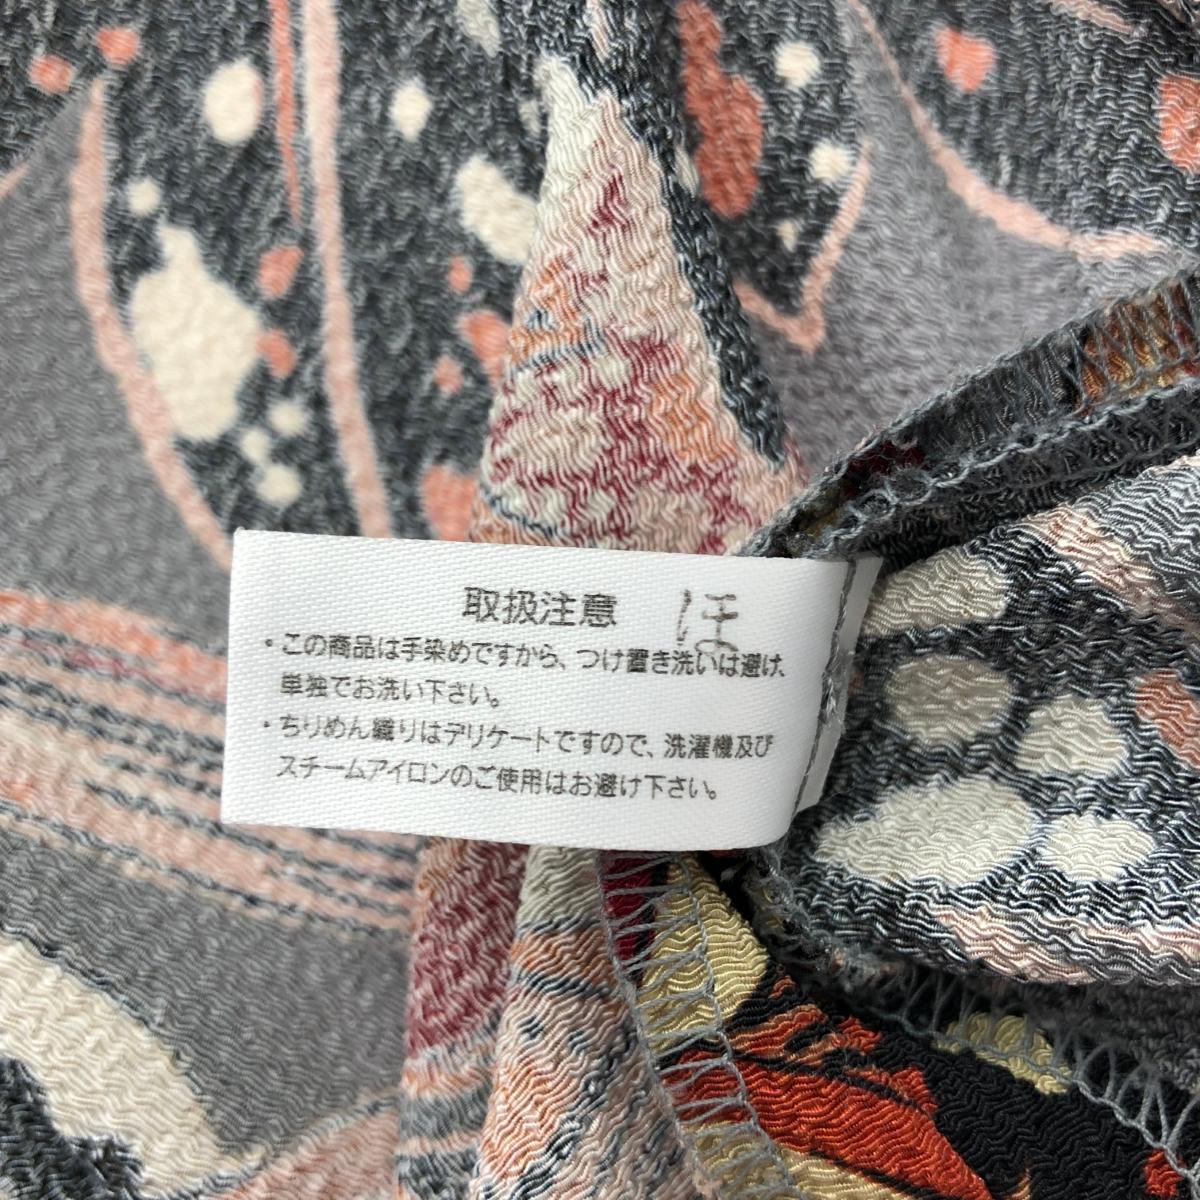 取扱注意 ほ
・この商品は手染めですから、つけ置き洗いは避け、
単独でお洗い下さい。
・ちりめん織りはデリケートですので、洗濯機及び
スチームアイロンのご使用はお避け下さい。